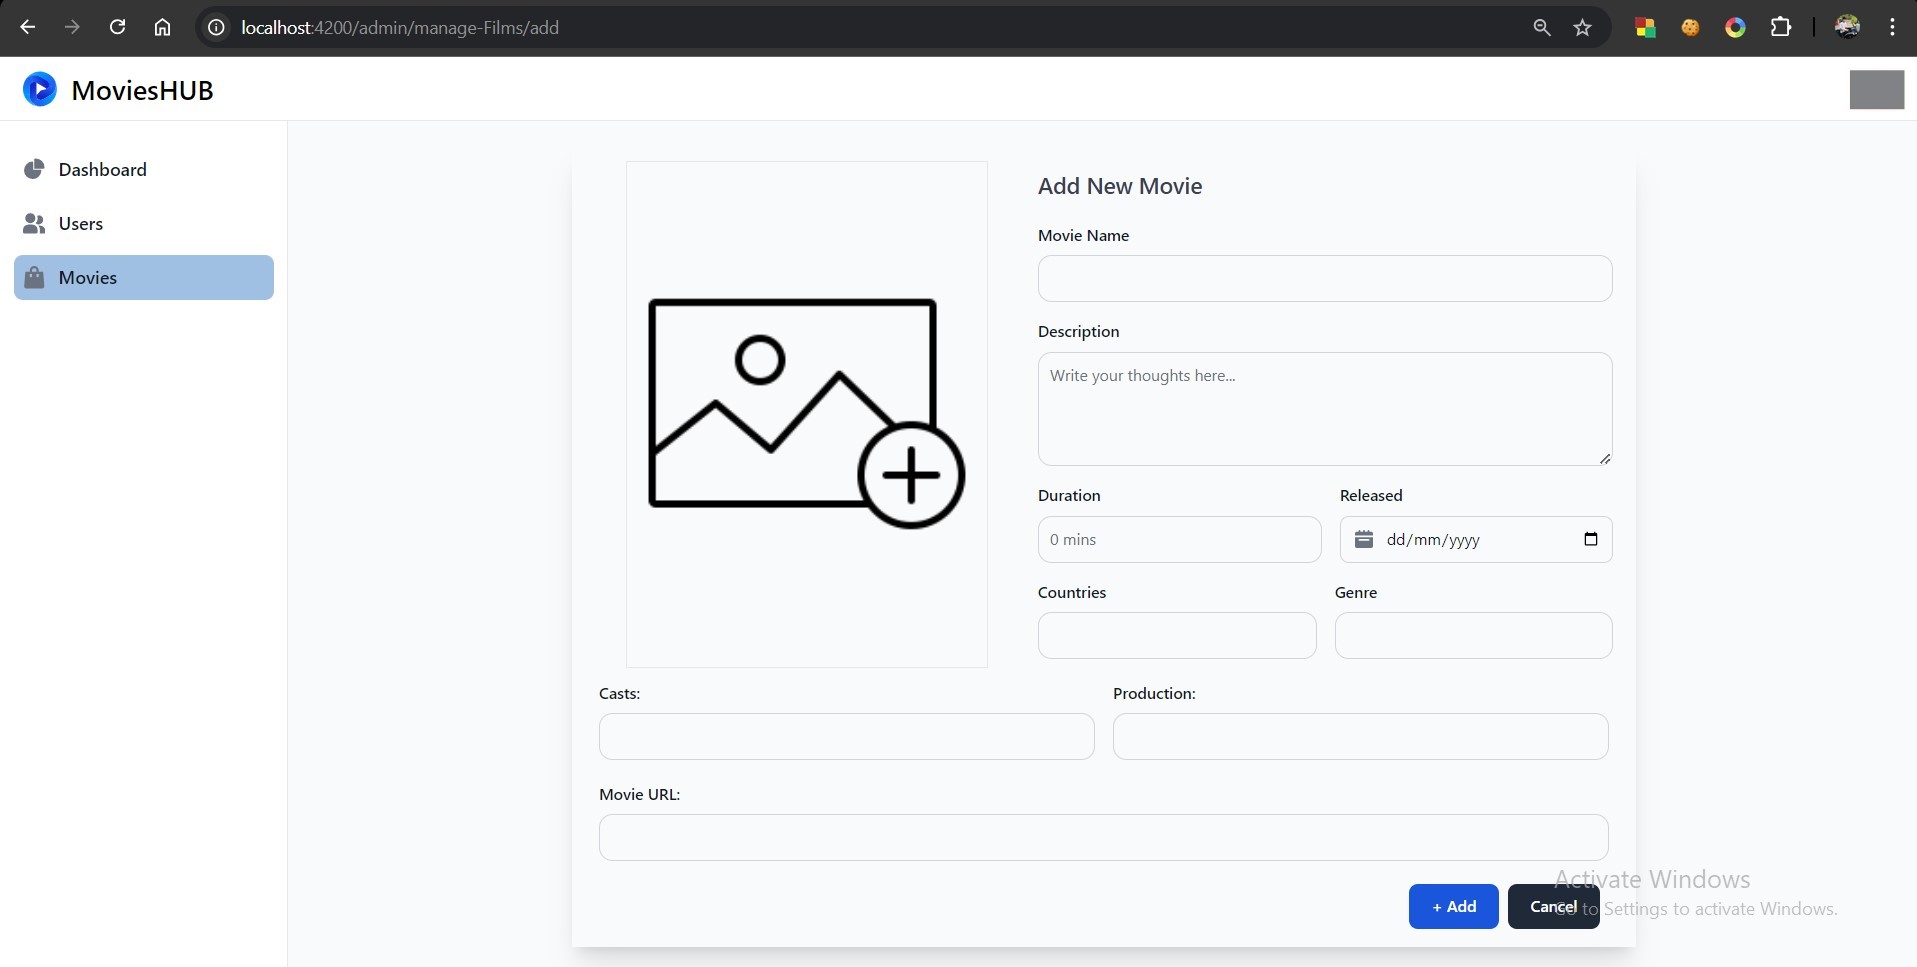 localhost:4200/admin/manage-Films/add
MoviesHUB
Dashboard
Users
Movies
Add New Movie
Movie Name
Description
Write your thoughts here...
Duration
Released
0 mins
dd/mm/yyyy
Countries
Genre
Casts:
Production:
Movie URL:
+ Add
Cancel
Activate Windows
Go to Settings to activate Windows.